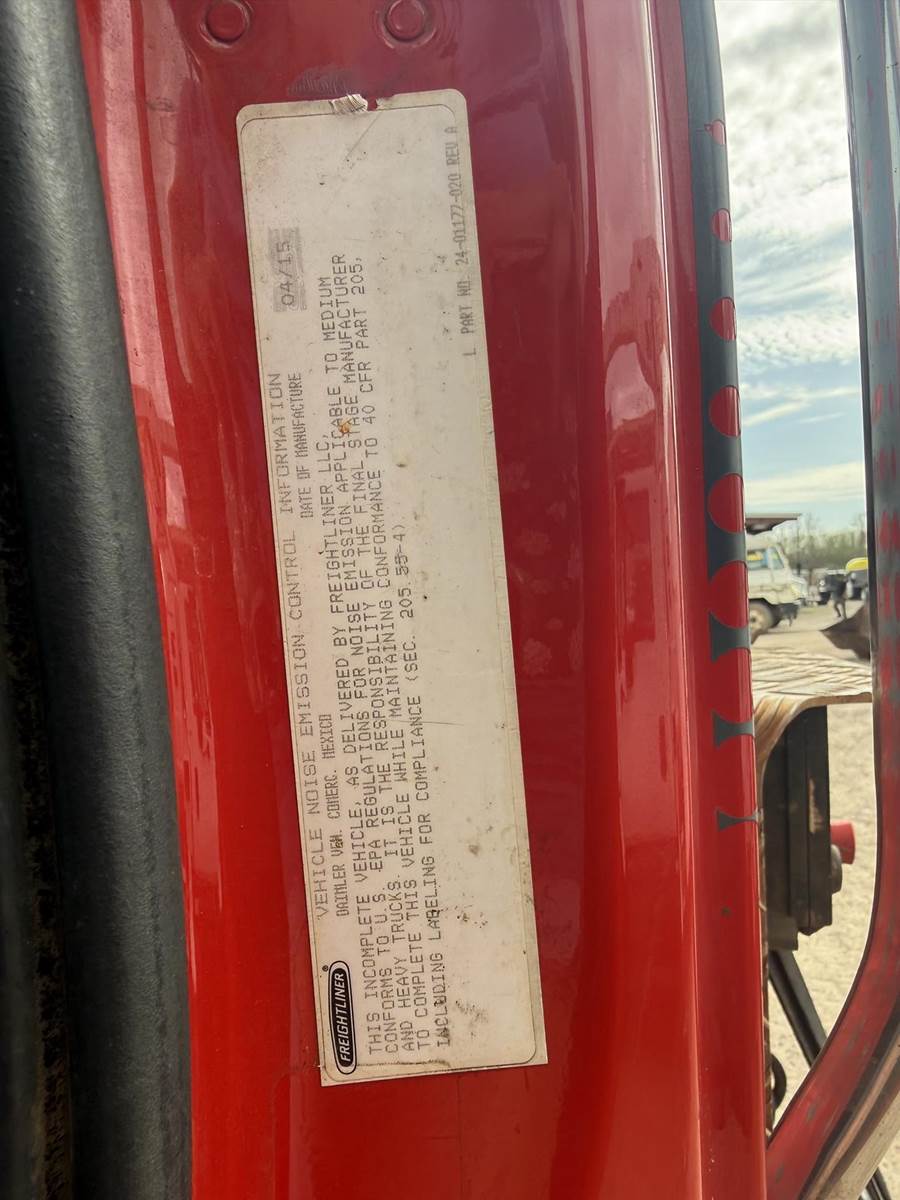 FREIGHTLINER®
VEHICLE NOISE EMISSION CONTROL INFORMATION
DAIMLER VEH. COMERC. MEXICO DATE OF MANUFACTURE 04/15
THIS INCOMPLETE VEHICLE, AS DELIVERED BY FREIGHTLINER LLC,
CONFORMS TO U.S. EPA REGULATIONS FOR NOISE EMISSION APPLICABLE TO MEDIUM
AND HEAVY TRUCKS. IT IS THE RESPONSIBILITY OF THE FINAL STAGE MANUFACTURER
TO COMPLETE THIS VEHICLE WHILE MAINTAINING CONFORMANCE TO 40 CFR PART 205,
INCLUDING LABELING FOR COMPLIANCE (SEC. 205.55-4)
L PART NO. 24-01177-020 REV A